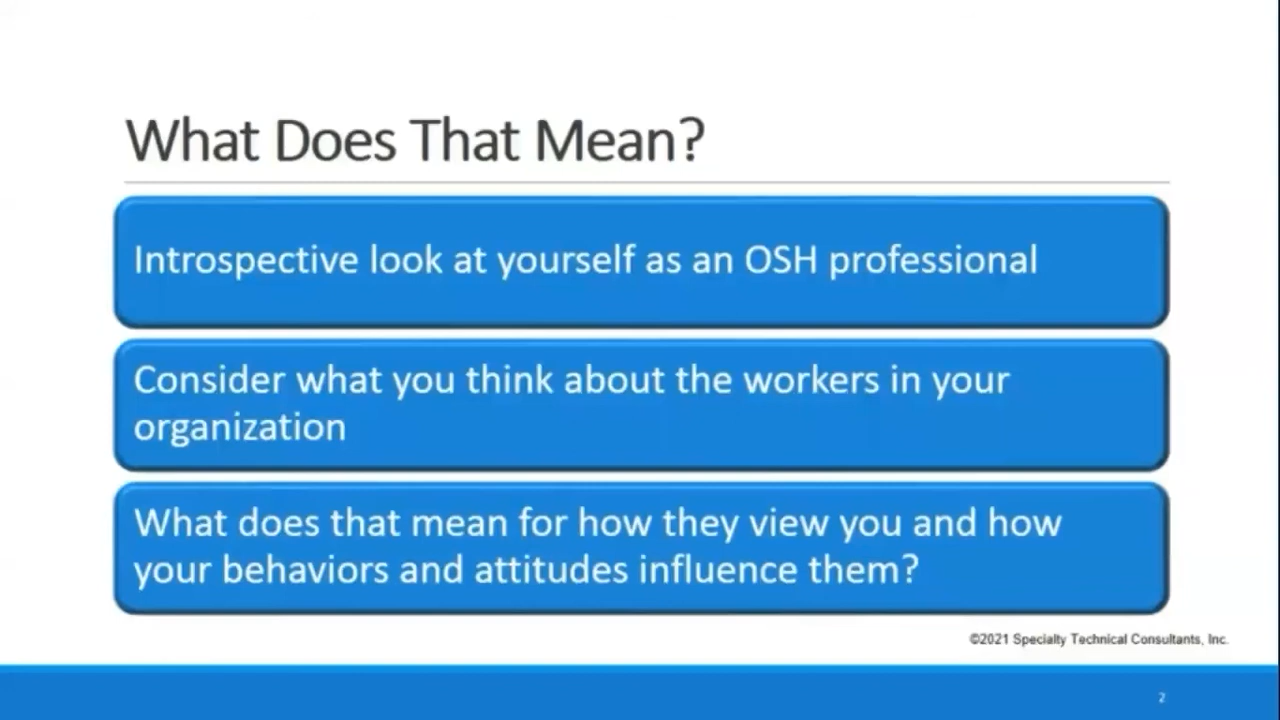 What Does That Mean?
Introspective look at yourself as an OSH professional
Consider what you think about the workers in your
organization
What does that mean for how they view you and how
your behaviors and attitudes influence them?
©2021 Specialty Technical Consultants, Inc.
2